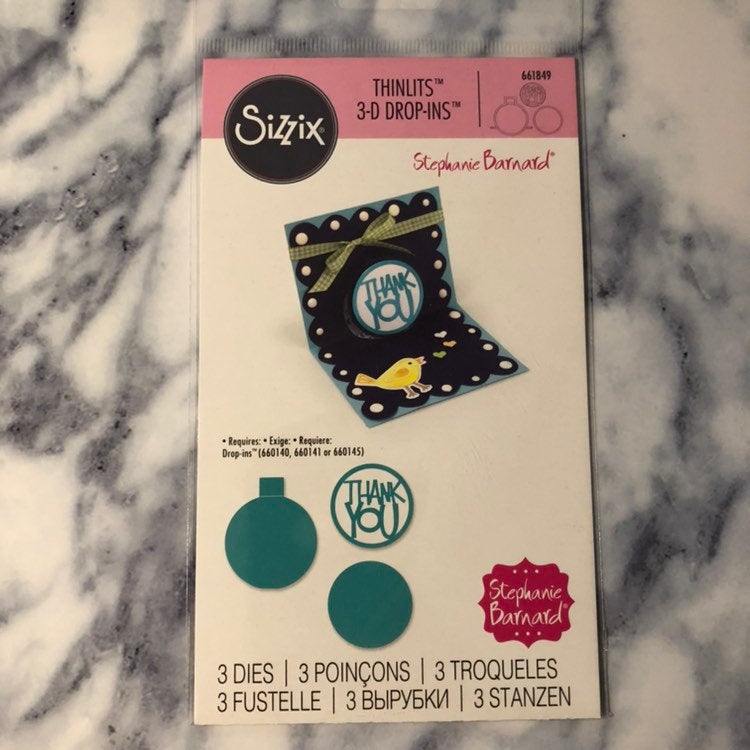 Sizzix®
THINLITS™
3-D DROP-INS™
661849
Stephanie Barnard®
THANK
YOU
• Requires: • Exige: • Requiere:
Drop-ins™ (660140, 660141 or 660145)
THANK
YOU
Stephanie
Barnard®
3 DIES | 3 POINÇONS | 3 TROQUELES
3 FUSTELLE | 3 ВЫРУБКИ | 3 STANZEN